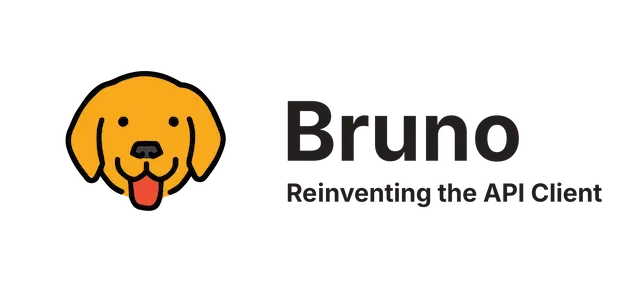 Bruno
Reinventing the API Client